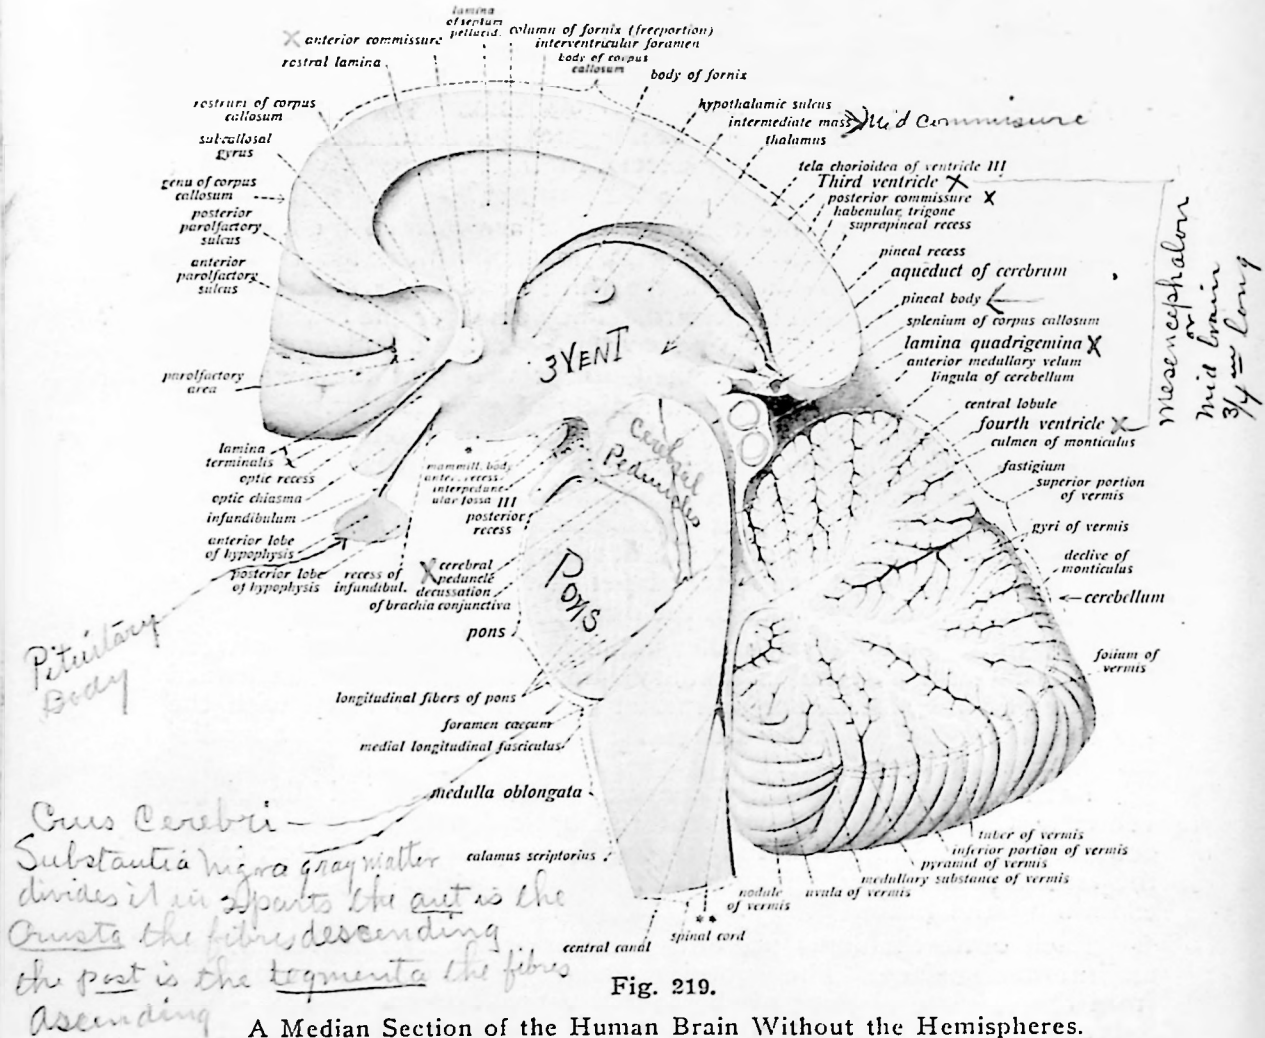 lamina
of septum
pellucid.
column of fornix (free portion)
interventricular foramen
body of corpus
callosum
body of fornix
X anterior commissure
rostral lamina
rostrum of corpus
callosum
subcallosal
gyrus
genu of corpus
callosum
posterior
parolfactory
sulcus
anterior
parolfactory
sulcus
parolfactory
area
lamina
terminalis x
optic recess
optic chiasma
infundibulum
anterior lobe
of hypophysis
posterior lobe
of hypophysis
recess of
infundibul.
hypothalamic sulcus
intermediate mass Mid Commisure
thalamus
tela chorioidea of ventricle III
Third ventricle X
posterior commissure X
habenular trigone
suprapineal recess
pineal recess
aqueduct of cerebrum
pineal body
splenium of corpus callosum
lamina quadrigemina X
anterior medullary velum
lingula of cerebellum
central lobule
fourth ventricle X
culmen of monticulus
fastigium
superior portion
of vermis
gyri of vermis
declive of
monticulus
cerebellum
folium of
vermis
Mesencephalon
or
Mid brain
3/4 in long
3 VENT
Cerebral
Peduncles
Pons
mammill. body
recess
interpedunc-
ular fossa III
posterior
recess
X cerebral
peduncle
decussation
of brachia conjunctiva
pons
longitudinal fibers of pons
foramen caecum
medial longitudinal fasciculus
medulla oblongata
calamus scriptorius
central canal
spinal cord
**
nodule
of vermis
uvula of vermis
medullary substance of vermis
pyramid of vermis
inferior portion of vermis
tuber of vermis
Pituitary
Body
Crus Cerebri
Substantia Nigra gray matter
divides it in 2 parts the ant is the
Crusta the fibres descending
the post is the tegmenta the fibres
Ascending
Fig. 219.
A Median Section of the Human Brain Without the Hemispheres.